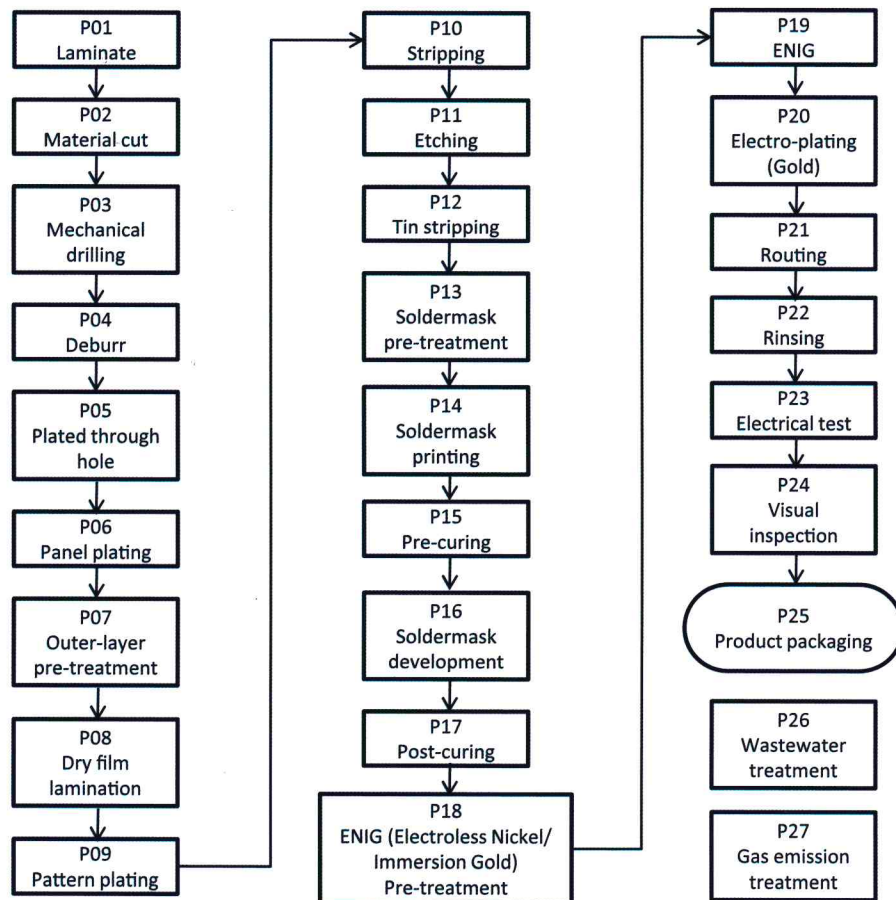 P01
Laminate
P02
Material cut
P03
Mechanical
drilling
P04
Deburr
P05
Plated through
hole
P06
Panel plating
P07
Outer-layer
pre-treatment
P08
Dry film
lamination
P09
Pattern plating
P10
Stripping
P11
Etching
P12
Tin stripping
P13
Soldermask
pre-treatment
P14
Soldermask
printing
P15
Pre-curing
P16
Soldermask
development
P17
Post-curing
P18
ENIG (Electroless Nickel/
Immersion Gold)
Pre-treatment
P19
ENIG
P20
Electro-plating
(Gold)
P21
Routing
P22
Rinsing
P23
Electrical test
P24
Visual
inspection
P25
Product packaging
P26
Wastewater
treatment
P27
Gas emission
treatment